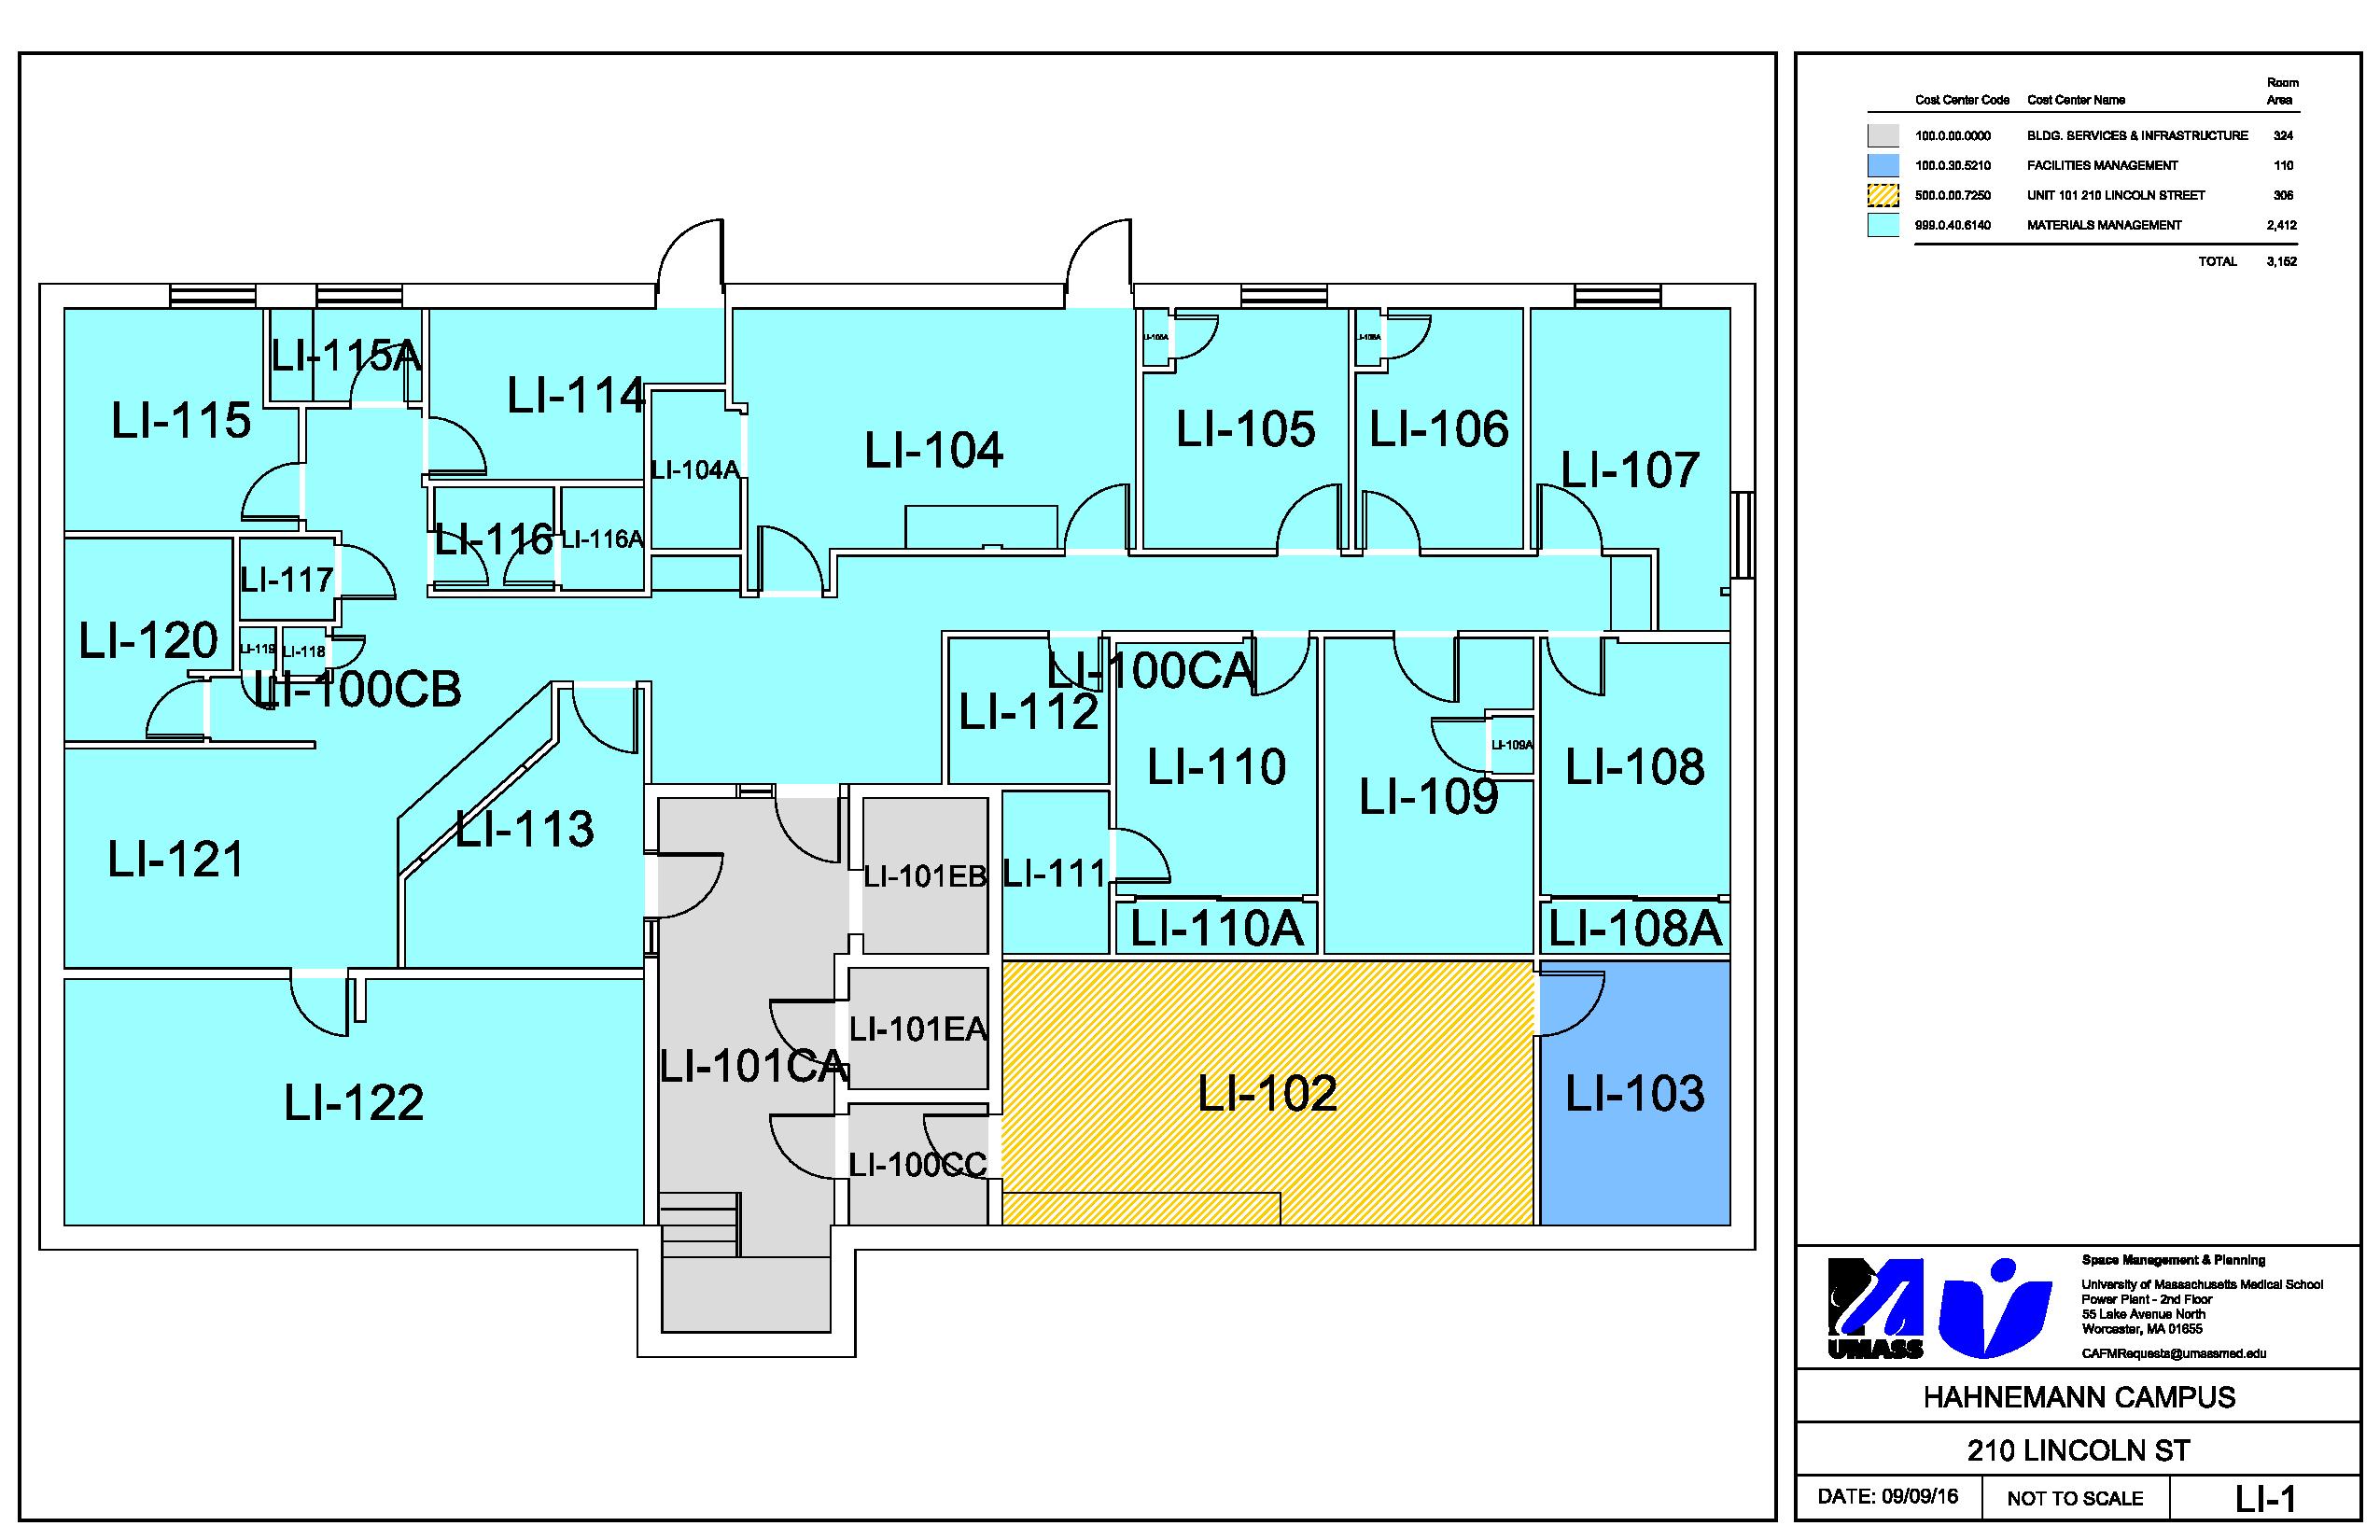 Room
Cost Center Code Cost Center Name Area
100.0.00.0000 BLDG. SERVICES & INFRASTRUCTURE 324
100.0.30.5210 FACILITIES MANAGEMENT 110
500.0.00.7250 UNIT 101 210 LINCOLN STREET 306
999.0.40.6140 MATERIALS MANAGEMENT 2,412
TOTAL 3,152
LI-105A
LI-106A
LI-115A
LI-114
LI-115
LI-104
LI-105
LI-106
LI-107
LI-104A
LI-116
LI-116A
LI-117
LI-120
LI-119
LI-118
LI-100CB
LI-100CA
LI-112
LI-109A
LI-110
LI-108
LI-109
LI-113
LI-121
LI-101EB
LI-111
LI-110A
LI-108A
LI-101EA
LI-101CA
LI-122
LI-102
LI-103
LI-100CC
UMASS
Space Management & Planning
University of Massachusetts Medical School
Power Plant - 2nd Floor
55 Lake Avenue North
Worcester, MA 01655
CAFMRequests@umassmed.edu
HAHNEMANN CAMPUS
210 LINCOLN ST
DATE: 09/09/16 NOT TO SCALE LI-1